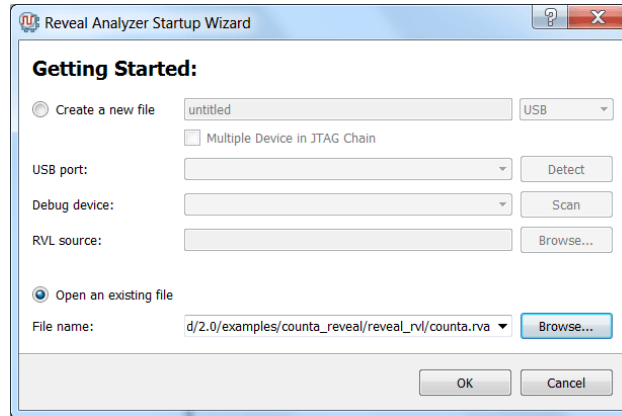 Reveal Analyzer Startup Wizard
Getting Started:
Create a new file untitled USB
Multiple Device in JTAG Chain
USB port: Detect
Debug device: Scan
RVL source: Browse...
Open an existing file
File name: d/2.0/examples/counta_reveal/reveal_rvl/counta.rva Browse...
OK Cancel